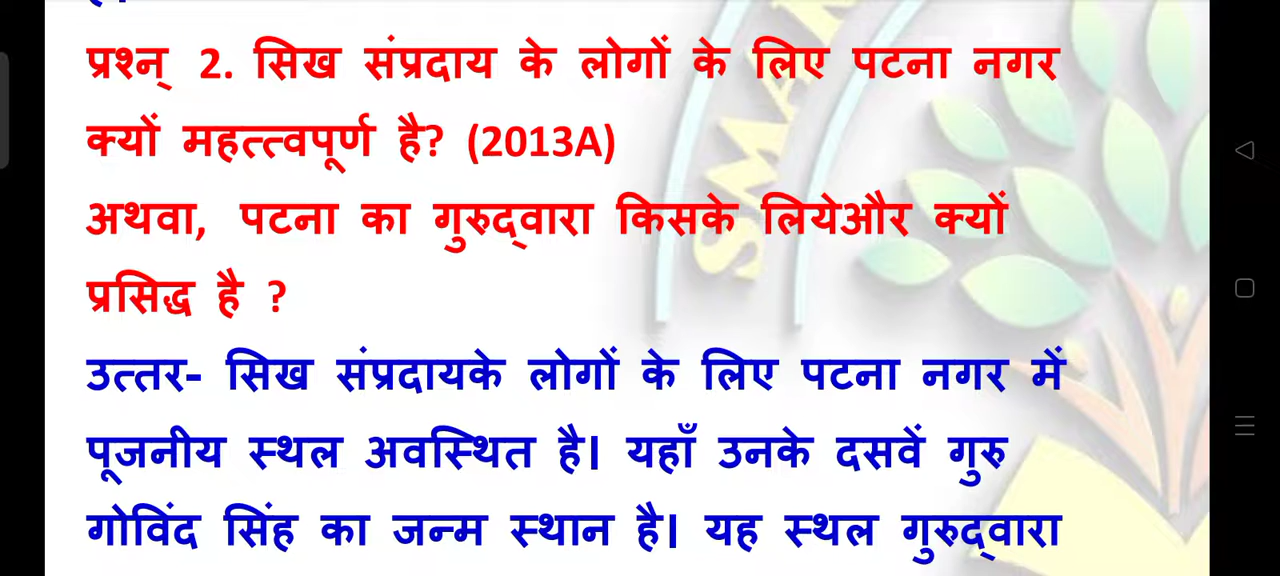 प्रश्न् 2. सिख संप्रदाय के लोगों के लिए पटना नगर
क्यों महत्त्वपूर्ण है? (2013A)
अथवा, पटना का गुरुद्वारा किसके लियेऔर क्यों
प्रसिद्ध है ?
उत्तर- सिख संप्रदायके लोगों के लिए पटना नगर में
पूजनीय स्थल अवस्थित है। यहाँ उनके दसवें गुरु
गोविंद सिंह का जन्म स्थान है। यह स्थल गुरुद्वारा